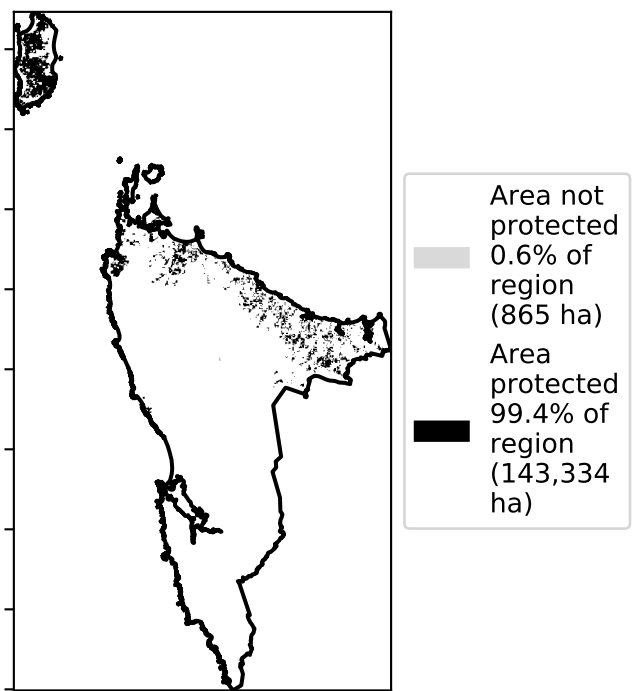 Area not
protected
0.6% of
region
(865 ha)
Area
protected
99.4% of
region
(143,334
ha)